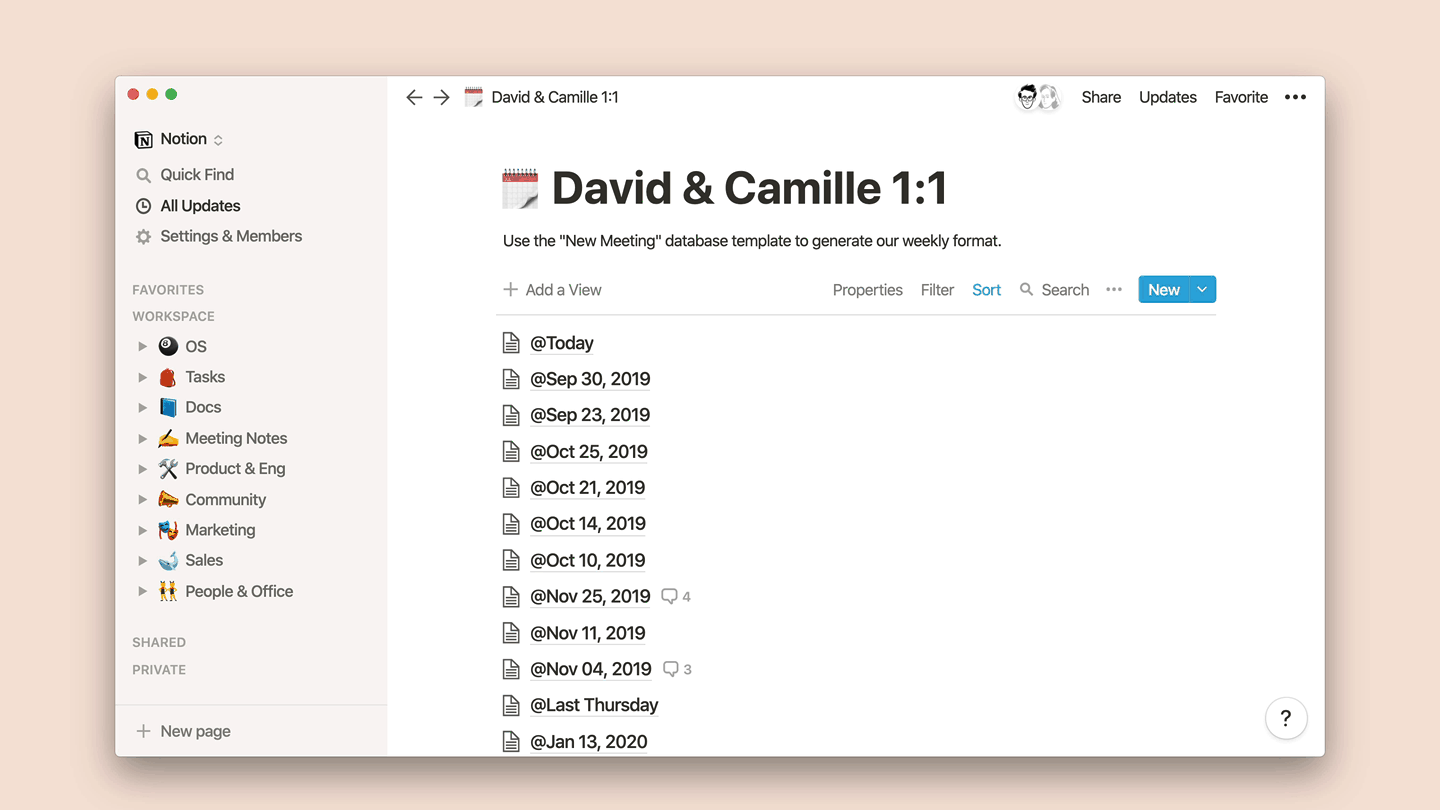 David & Camille 1:1
Share Updates Favorite
Notion
Quick Find
All Updates
Settings & Members
FAVORITES
WORKSPACE
OS
Tasks
Docs
Meeting Notes
Product & Eng
Community
Marketing
Sales
People & Office
SHARED
PRIVATE
+ New page
David & Camille 1:1
Use the "New Meeting" database template to generate our weekly format.
+ Add a View Properties Filter Sort Search ••• New
@Today
@Sep 30, 2019
@Sep 23, 2019
@Oct 25, 2019
@Oct 21, 2019
@Oct 14, 2019
@Oct 10, 2019
@Nov 25, 2019 4
@Nov 11, 2019
@Nov 04, 2019 3
@Last Thursday
@Jan 13, 2020
?